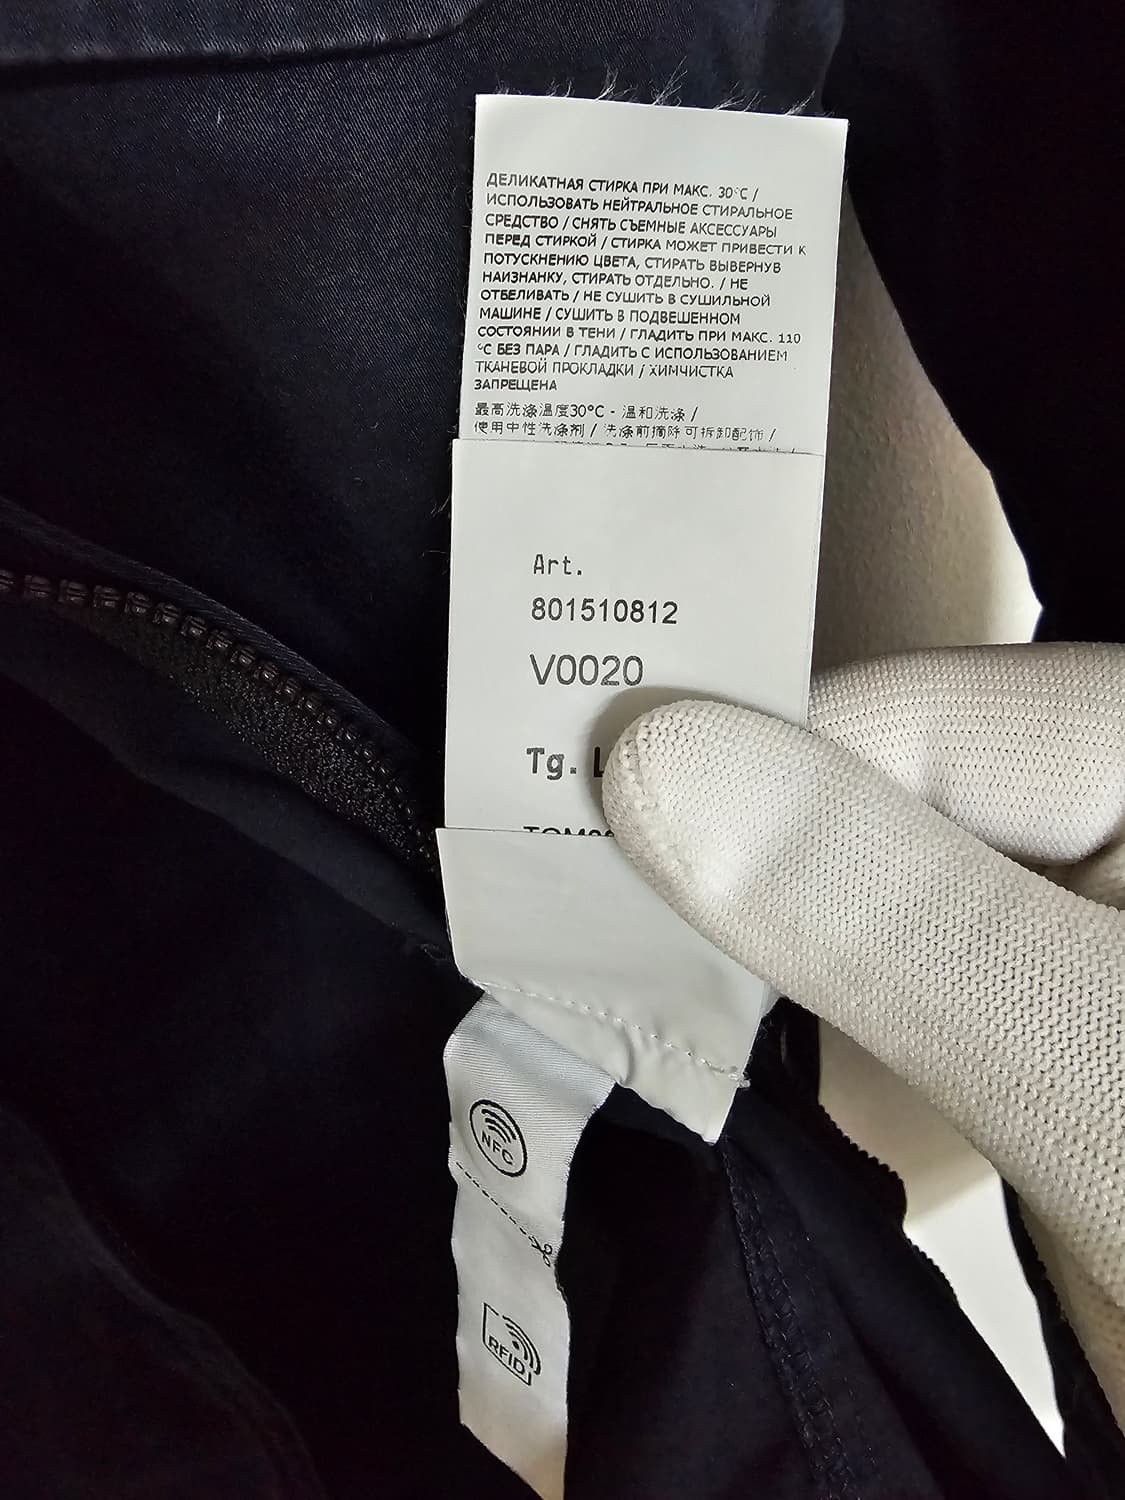 ДЕЛИКАТНАЯ СТИРКА ПРИ МАКС. 30°C /
ИСПОЛЬЗОВАТЬ НЕЙТРАЛЬНОЕ СТИРАЛЬНОЕ
СРЕДСТВО / СНЯТЬ СЪЕМНЫЕ АКСЕССУАРЫ
ПЕРЕД СТИРКОЙ / СТИРКА МОЖЕТ ПРИВЕСТИ К
ПОТУСКНЕНИЮ ЦВЕТА, СТИРАТЬ ВЫВЕРНУВ
НАИЗНАНКУ, СТИРАТЬ ОТДЕЛЬНО. / НЕ
ОТБЕЛИВАТЬ / НЕ СУШИТЬ В СУШИЛЬНОЙ
МАШИНЕ / СУШИТЬ В ПОДВЕШЕННОМ
СОСТОЯНИИ В ТЕНИ / ГЛАДИТЬ ПРИ МАКС. 110
°C БЕЗ ПАРА / ГЛАДИТЬ С ИСПОЛЬЗОВАНИЕМ
ТКАНЕВОЙ ПРОКЛАДКИ / ХИМЧИСТКА
ЗАПРЕЩЕНА
最高洗涤温度30°C - 温和洗涤 /
使用中性洗涤剂 / 洗涤前摘除可拆卸配饰 /
Art.
801510812
V0020
Tg. L
NFC
RFID